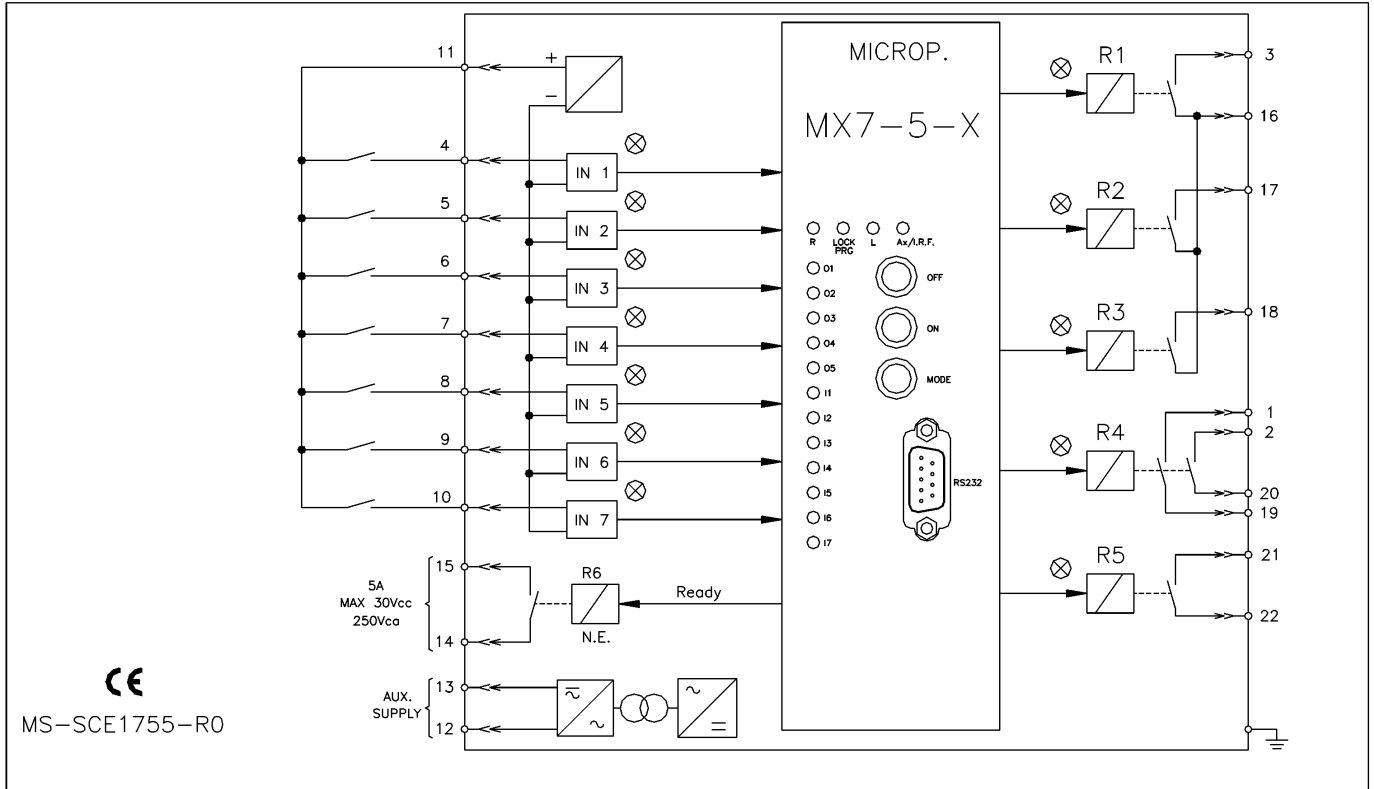 11
+
−
MICROP.
MX7-5-X
4
IN 1
5
IN 2
6
IN 3
7
IN 4
8
IN 5
9
IN 6
10
IN 7
R
LOCK PRG
L
Ax/I.R.F.
O1
O2
O3
O4
O5
I1
I2
I3
I4
I5
I6
I7
OFF
ON
MODE
RS232
R1
3
16
R2
17
R3
18
R4
1
2
20
19
R5
21
22
15
5A
MAX 30Vcc
250Vca
14
R6
N.E.
Ready
13
AUX.
SUPPLY
12
CE
MS-SCE1755-R0